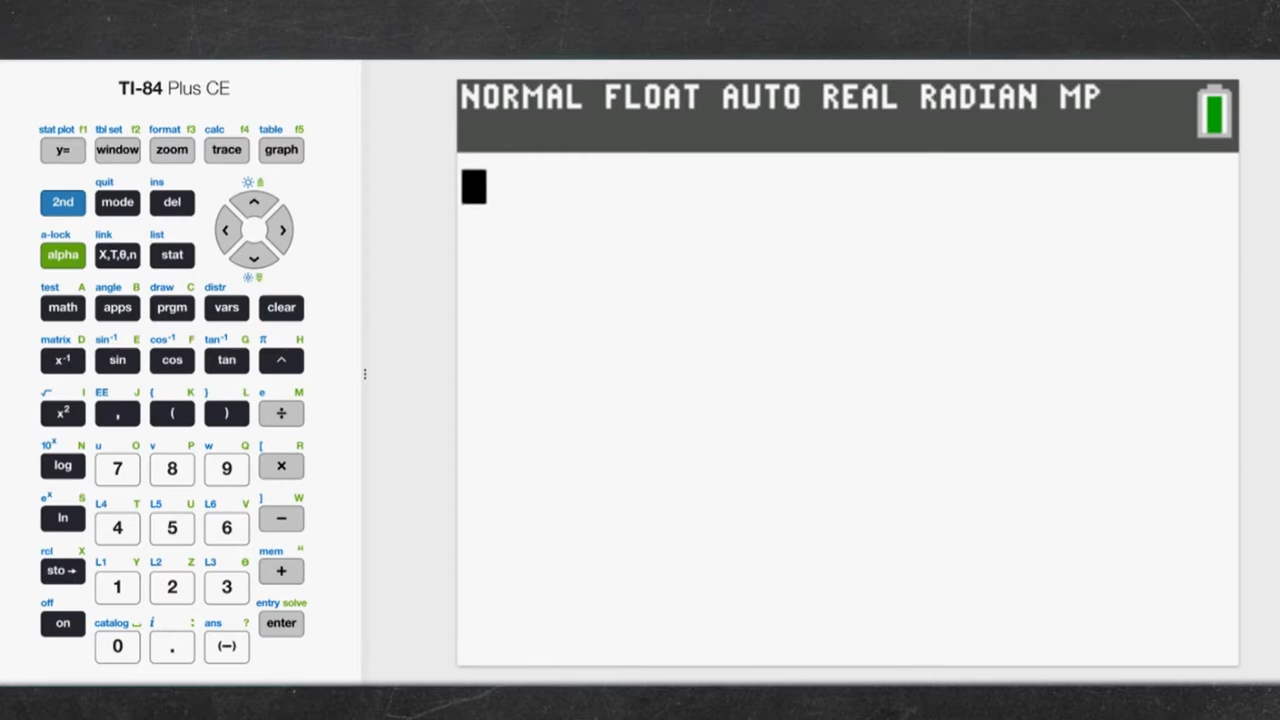 TI-84 Plus CE
NORMAL FLOAT AUTO REAL RADIAN MP
stat plot f1 tbl set f2 format f3 calc f4 table f5
y= window zoom trace graph
quit ins
2nd mode del
a-lock link list
alpha X,T,θ,n stat
test A angle B draw C distr
math apps prgm vars clear
matrix D sin⁻¹ E cos⁻¹ F tan⁻¹ G π H
x⁻¹ sin cos tan ^
√ I EE J { K } L e M
x² , ( ) ÷
10ˣ N u O v P w Q [ R
log 7 8 9 ×
eˣ S L4 T L5 U L6 V ] W
ln 4 5 6 −
rcl X L1 Y L2 Z L3 θ mem “
sto→ 1 2 3 +
off catalog ⎵ i : ans ? entry solve
on 0 . (−) enter